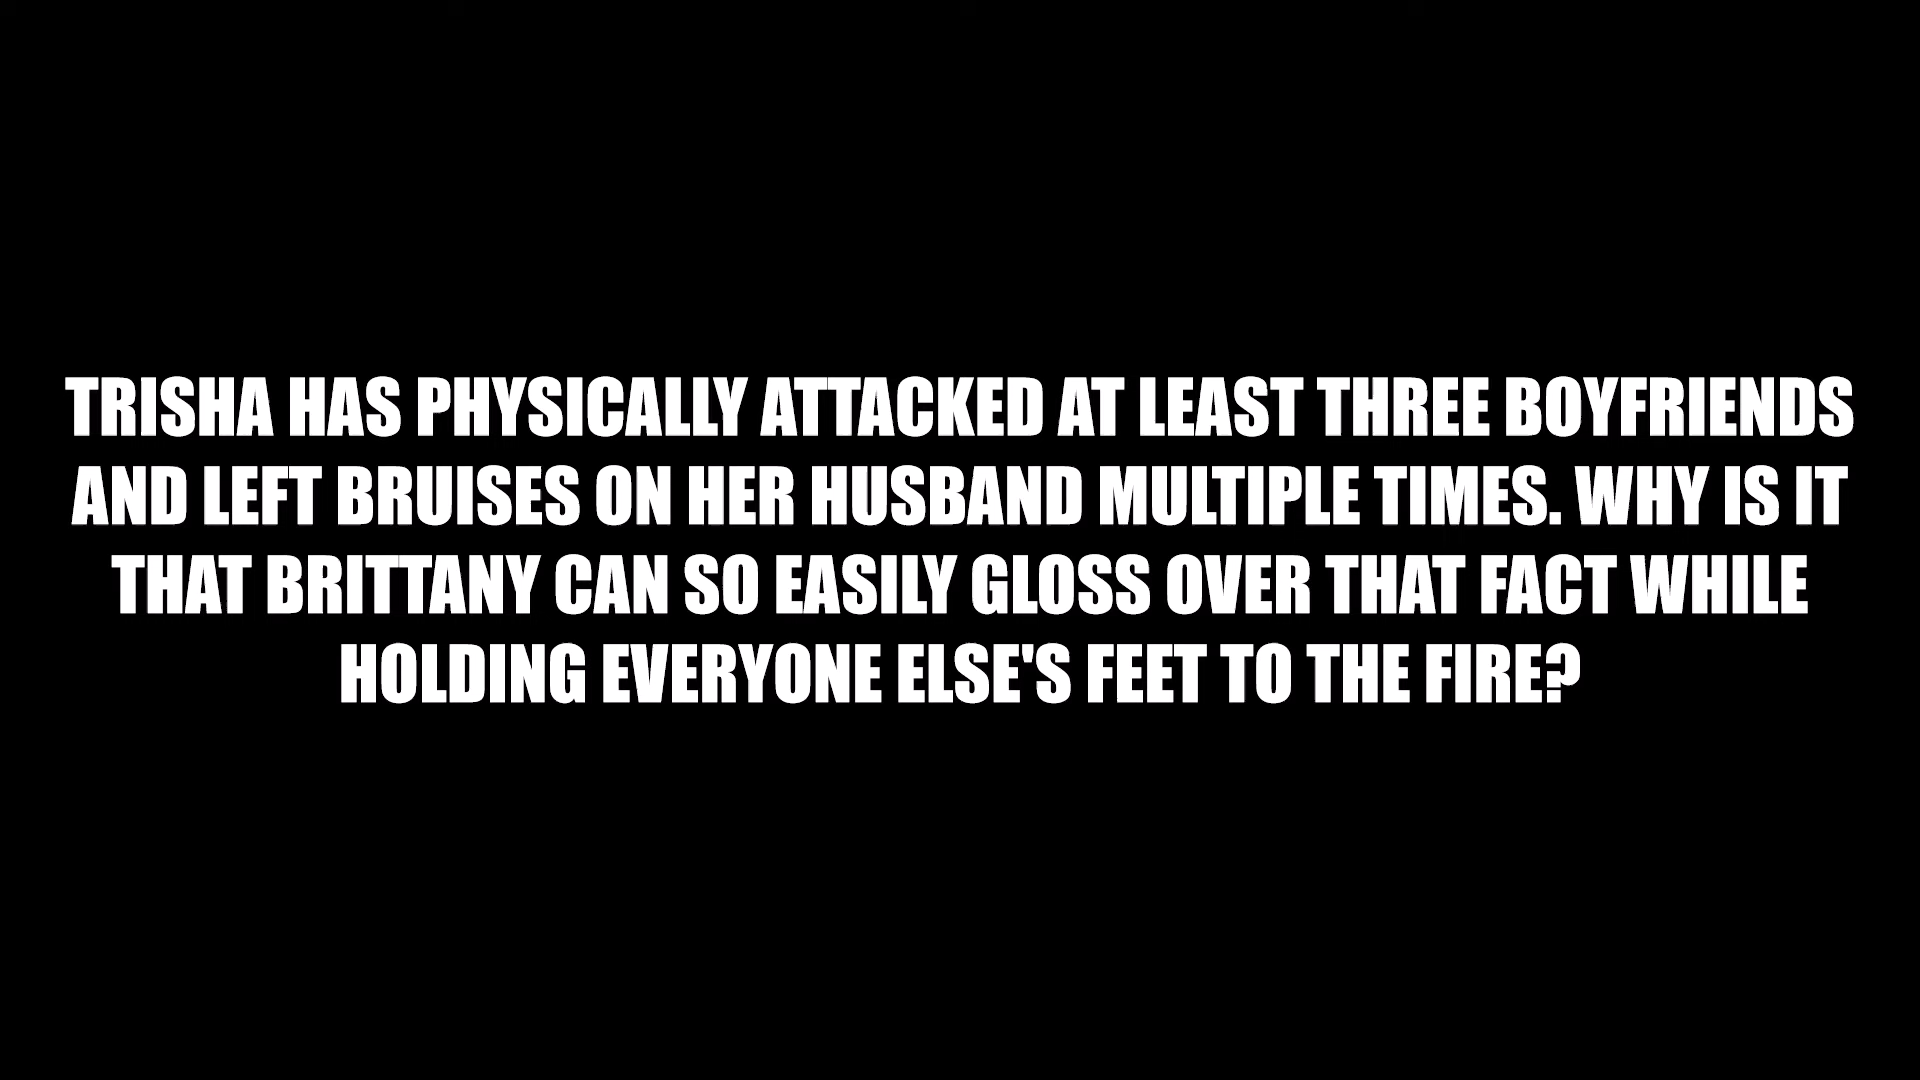 TRISHA HAS PHYSICALLY ATTACKED AT LEAST THREE BOYFRIENDS
AND LEFT BRUISES ON HER HUSBAND MULTIPLE TIMES. WHY IS IT
THAT BRITTANY CAN SO EASILY GLOSS OVER THAT FACT WHILE
HOLDING EVERYONE ELSE'S FEET TO THE FIRE?